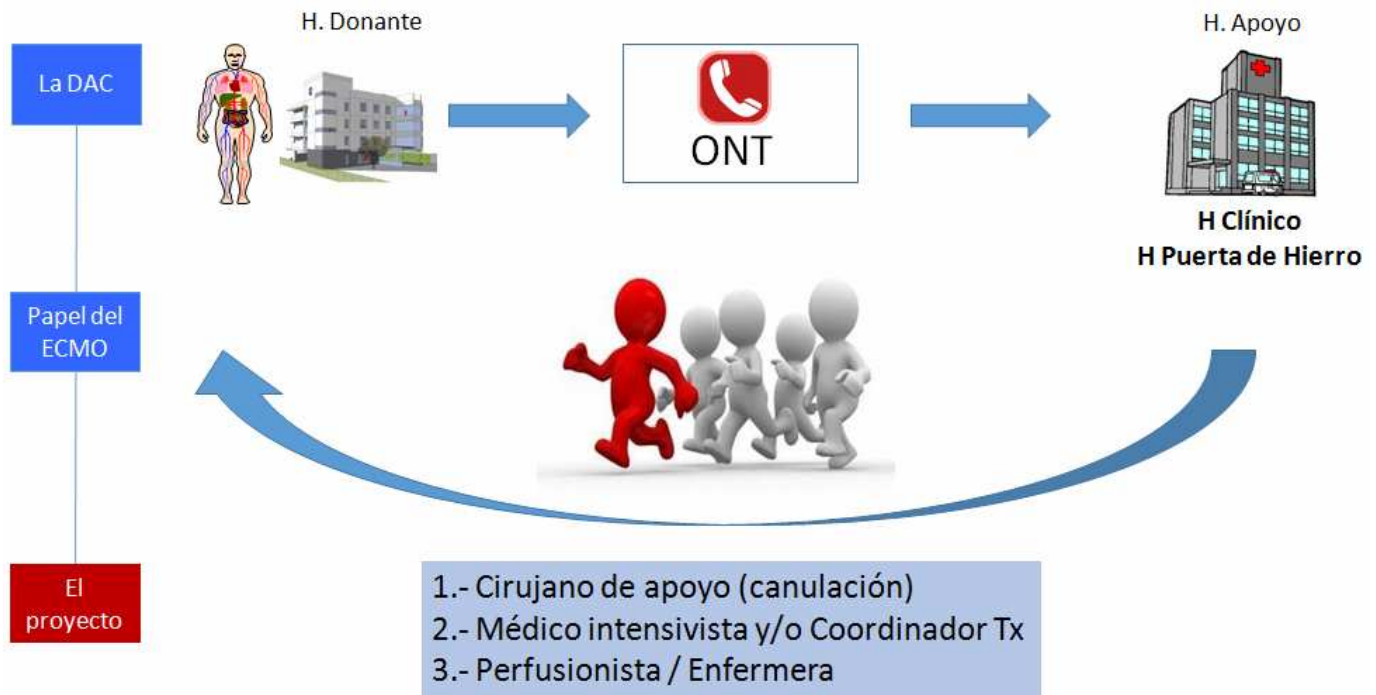 La DAC
H. Donante
ONT
H. Apoyo
H Clínico
H Puerta de Hierro
Papel del
ECMO
El
proyecto
1.- Cirujano de apoyo (canulación)
2.- Médico intensivista y/o Coordinador Tx
3.- Perfusionista / Enfermera